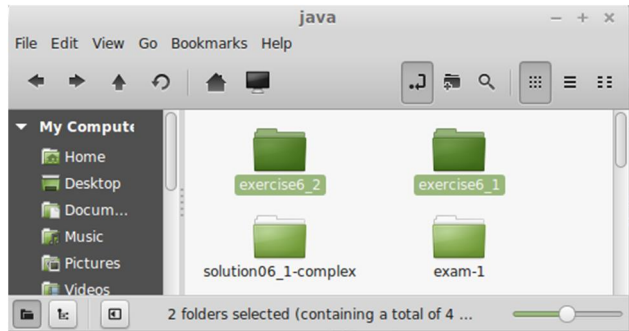 java
File Edit View Go Bookmarks Help
My Compute
Home
Desktop
Docum...
Music
Pictures
Videos
exercise6_2
exercise6_1
solution06_1-complex
exam-1
2 folders selected (containing a total of 4 ...